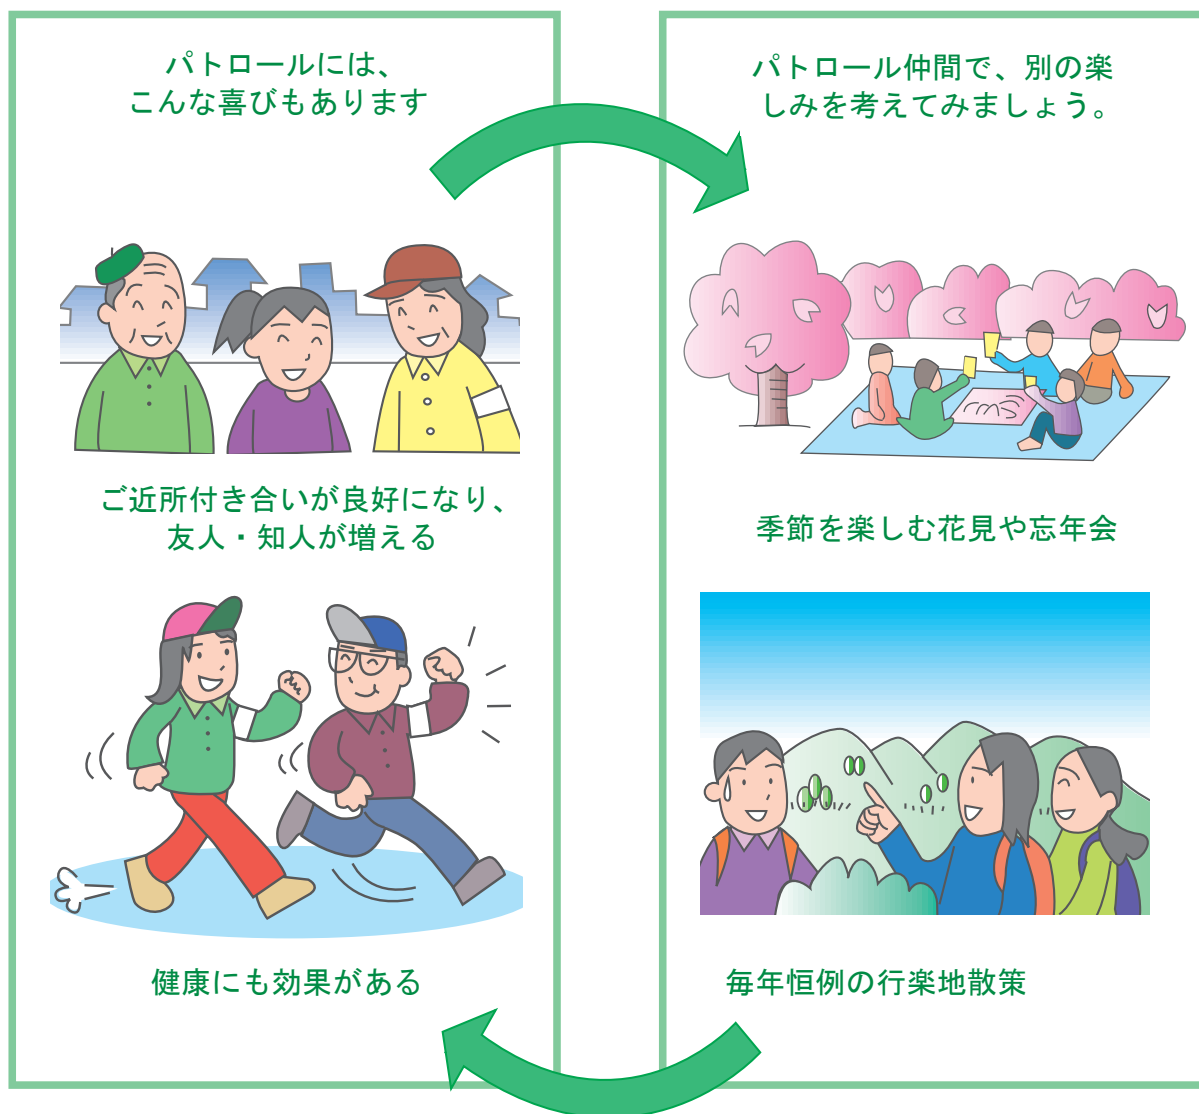 パトロールには、
こんな喜びもあります
ご近所付き合いが良好になり、
友人・知人が増える
健康にも効果がある
パトロール仲間で、別の楽
しみを考えてみましょう。
季節を楽しむ花見や忘年会
毎年恒例の行楽地散策